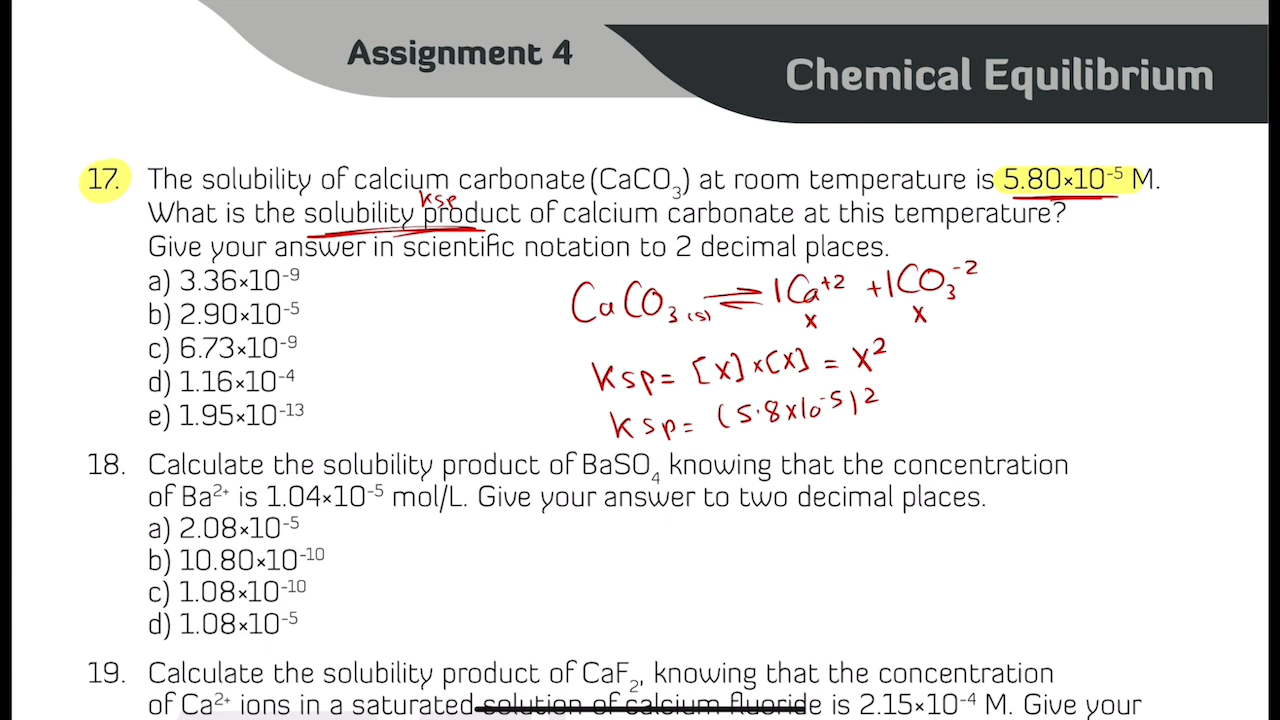 Assignment 4
Chemical Equilibrium
17. The solubility of calcium carbonate (CaCO₃) at room temperature is 5.80×10⁻⁵ M.
ksp
What is the solubility product of calcium carbonate at this temperature?
Give your answer in scientific notation to 2 decimal places.
a) 3.36×10⁻⁹
b) 2.90×10⁻⁵
c) 6.73×10⁻⁹
d) 1.16×10⁻⁴
e) 1.95×10⁻¹³
CaCO₃(s) ⇌ 1Ca⁺² + 1CO₃⁻²
x x
ksp = [x]×[x] = x²
ksp = (5.8×10⁻⁵)²
18. Calculate the solubility product of BaSO₄ knowing that the concentration
of Ba²⁺ is 1.04×10⁻⁵ mol/L. Give your answer to two decimal places.
a) 2.08×10⁻⁵
b) 10.80×10⁻¹⁰
c) 1.08×10⁻¹⁰
d) 1.08×10⁻⁵
19. Calculate the solubility product of CaF₂, knowing that the concentration
of Ca²⁺ ions in a saturated solution of calcium fluoride is 2.15×10⁻⁴ M. Give your